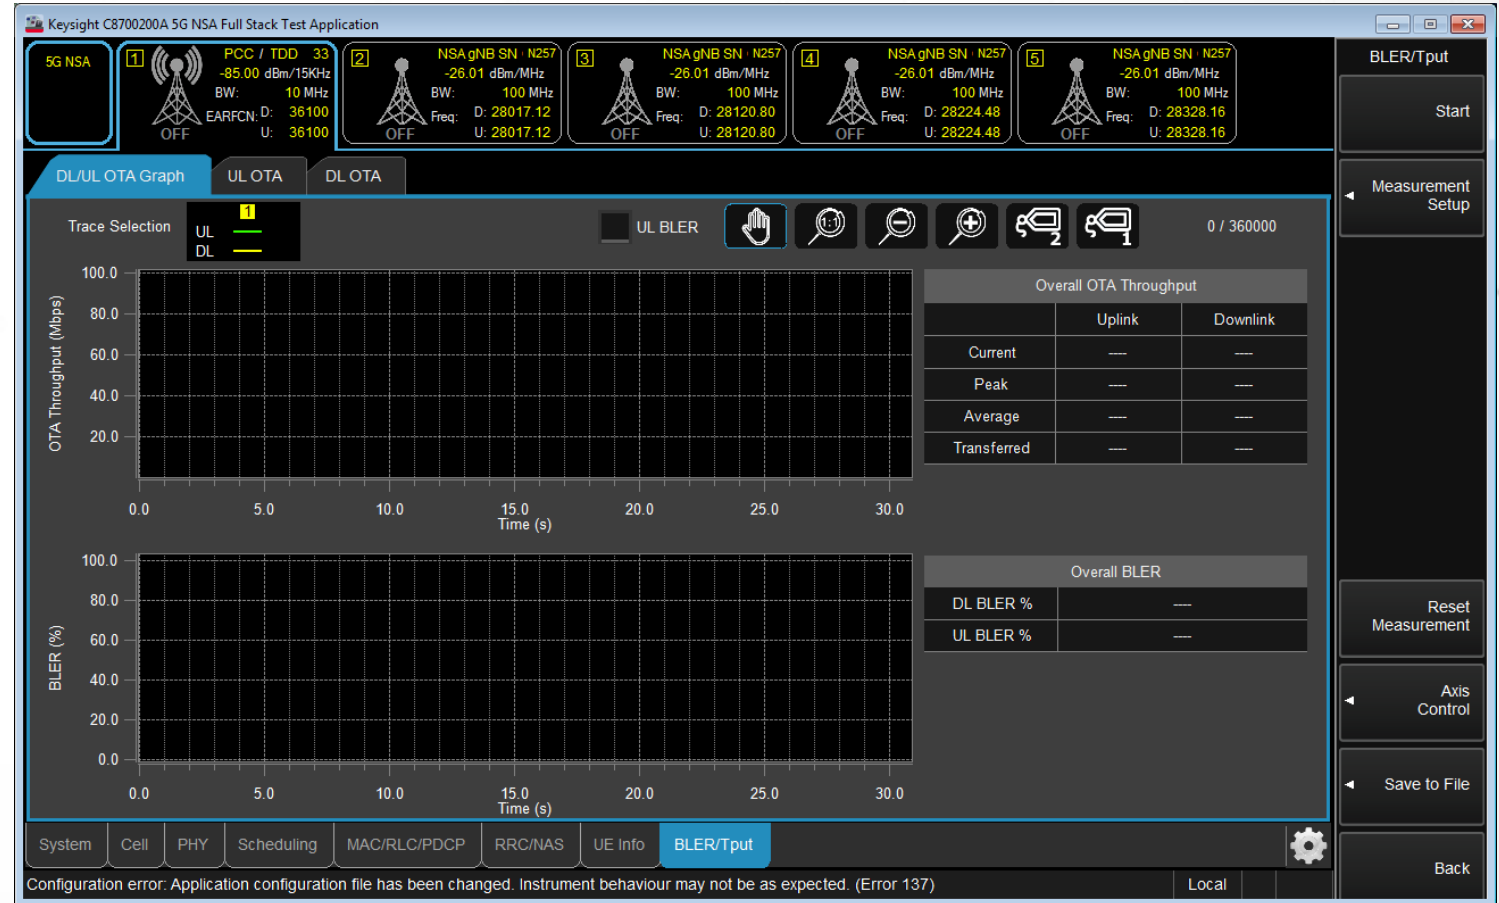 Keysight C8700200A 5G NSA Full Stack Test Application
5G NSA
1
PCC / TDD 33
-85.00 dBm/15KHz
BW: 10 MHz
EARFCN: D: 36100
U: 36100
OFF
2
NSA gNB SN N257
-26.01 dBm/MHz
BW: 100 MHz
Freq: D: 28017.12
U: 28017.12
OFF
3
NSA gNB SN N257
-26.01 dBm/MHz
BW: 100 MHz
Freq: D: 28120.80
U: 28120.80
OFF
4
NSA gNB SN N257
-26.01 dBm/MHz
BW: 100 MHz
Freq: D: 28224.48
U: 28224.48
OFF
5
NSA gNB SN N257
-26.01 dBm/MHz
BW: 100 MHz
Freq: D: 28328.16
U: 28328.16
OFF
BLER/Tput
Start
Measurement
Setup
Reset
Measurement
Axis
Control
Save to File
Back
DL/UL OTA Graph UL OTA DL OTA
Trace Selection
1
UL
DL
UL BLER
1:1
2
1
0 / 360000
OTA Throughput (Mbps)
100.0
80.0
60.0
40.0
20.0
0.0 5.0 10.0 15.0 20.0 25.0 30.0
Time (s)
Overall OTA Throughput
Uplink Downlink
Current ---- ----
Peak ---- ----
Average ---- ----
Transferred ---- ----
BLER (%)
100.0
80.0
60.0
40.0
20.0
0.0
0.0 5.0 10.0 15.0 20.0 25.0 30.0
Time (s)
Overall BLER
DL BLER % ----
UL BLER % ----
System Cell PHY Scheduling MAC/RLC/PDCP RRC/NAS UE Info BLER/Tput
Configuration error: Application configuration file has been changed. Instrument behaviour may not be as expected. (Error 137)
Local